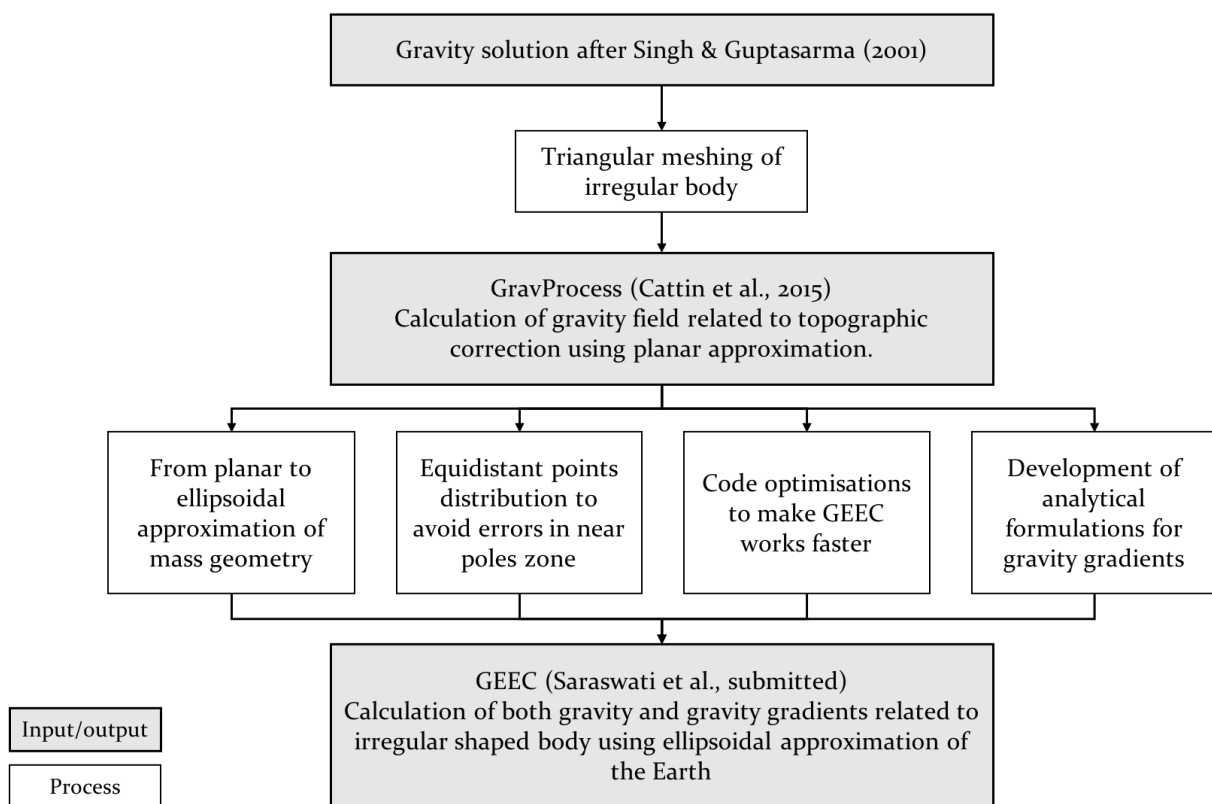 Gravity solution after Singh & Guptasarma (2001)
Triangular meshing of
irregular body
GravProcess (Cattin et al., 2015)
Calculation of gravity field related to topographic
correction using planar approximation.
From planar to
ellipsoidal
approximation of
mass geometry
Equidistant points
distribution to
avoid errors in near
poles zone
Code optimisations
to make GEEC
works faster
Development of
analytical
formulations for
gravity gradients
GEEC (Saraswati et al., submitted)
Calculation of both gravity and gravity gradients related to
irregular shaped body using ellipsoidal approximation of
the Earth
Input/output
Process